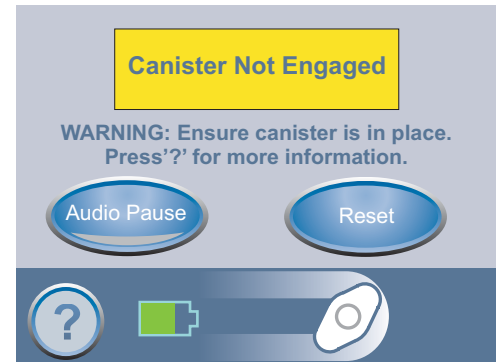 Canister Not Engaged
WARNING: Ensure canister is in place.
Press'?’ for more information.
Audio Pause
Reset
?